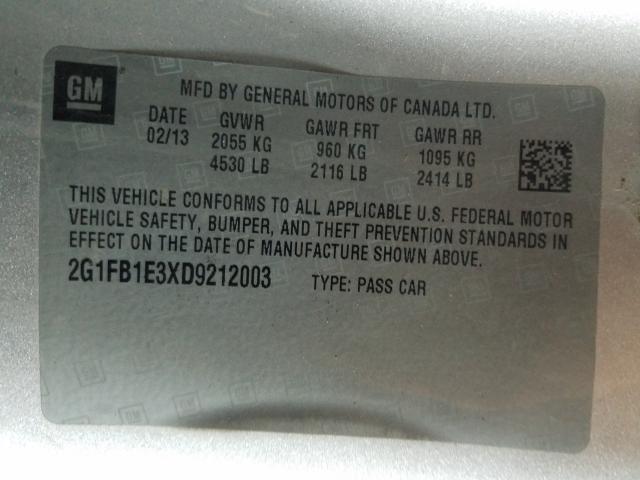 GM
MFD BY GENERAL MOTORS OF CANADA LTD.
DATE GVWR GAWR FRT GAWR RR
02/13 2055 KG 960 KG 1095 KG
4530 LB 2116 LB 2414 LB
THIS VEHICLE CONFORMS TO ALL APPLICABLE U.S. FEDERAL MOTOR
VEHICLE SAFETY, BUMPER, AND THEFT PREVENTION STANDARDS IN
EFFECT ON THE DATE OF MANUFACTURE SHOWN ABOVE.
2G1FB1E3XD9212003 TYPE: PASS CAR